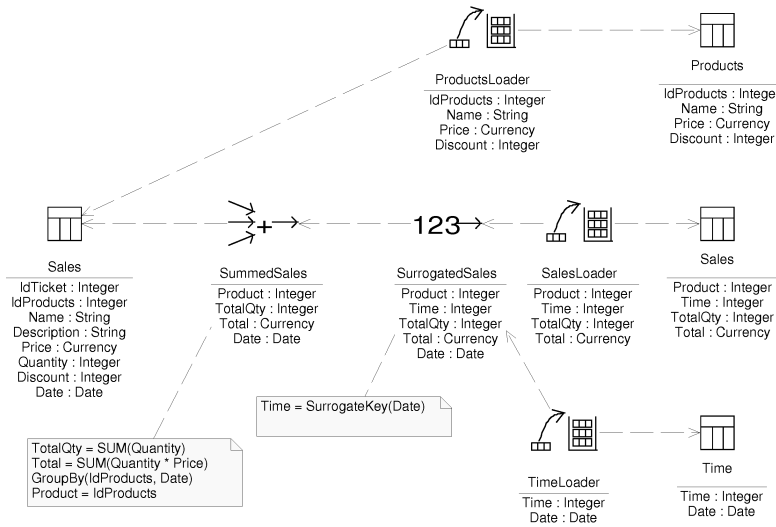 ProductsLoader
IdProducts : Integer
Name : String
Price : Currency
Discount : Integer
Products
IdProducts : Intege
Name : String
Price : Currency
Discount : Integer
Sales
IdTicket : Integer
IdProducts : Integer
Name : String
Description : String
Price : Currency
Quantity : Integer
Discount : Integer
Date : Date
+
SummedSales
Product : Integer
TotalQty : Integer
Total : Currency
Date : Date
123
SurrogatedSales
Product : Integer
Time : Integer
TotalQty : Integer
Total : Currency
Date : Date
SalesLoader
Product : Integer
Time : Integer
TotalQty : Integer
Total : Currency
Sales
Product : Integer
Time : Integer
TotalQty : Integer
Total : Currency
TotalQty = SUM(Quantity)
Total = SUM(Quantity * Price)
GroupBy(IdProducts, Date)
Product = IdProducts
Time = SurrogateKey(Date)
TimeLoader
Time : Integer
Date : Date
Time
Time : Integer
Date : Date